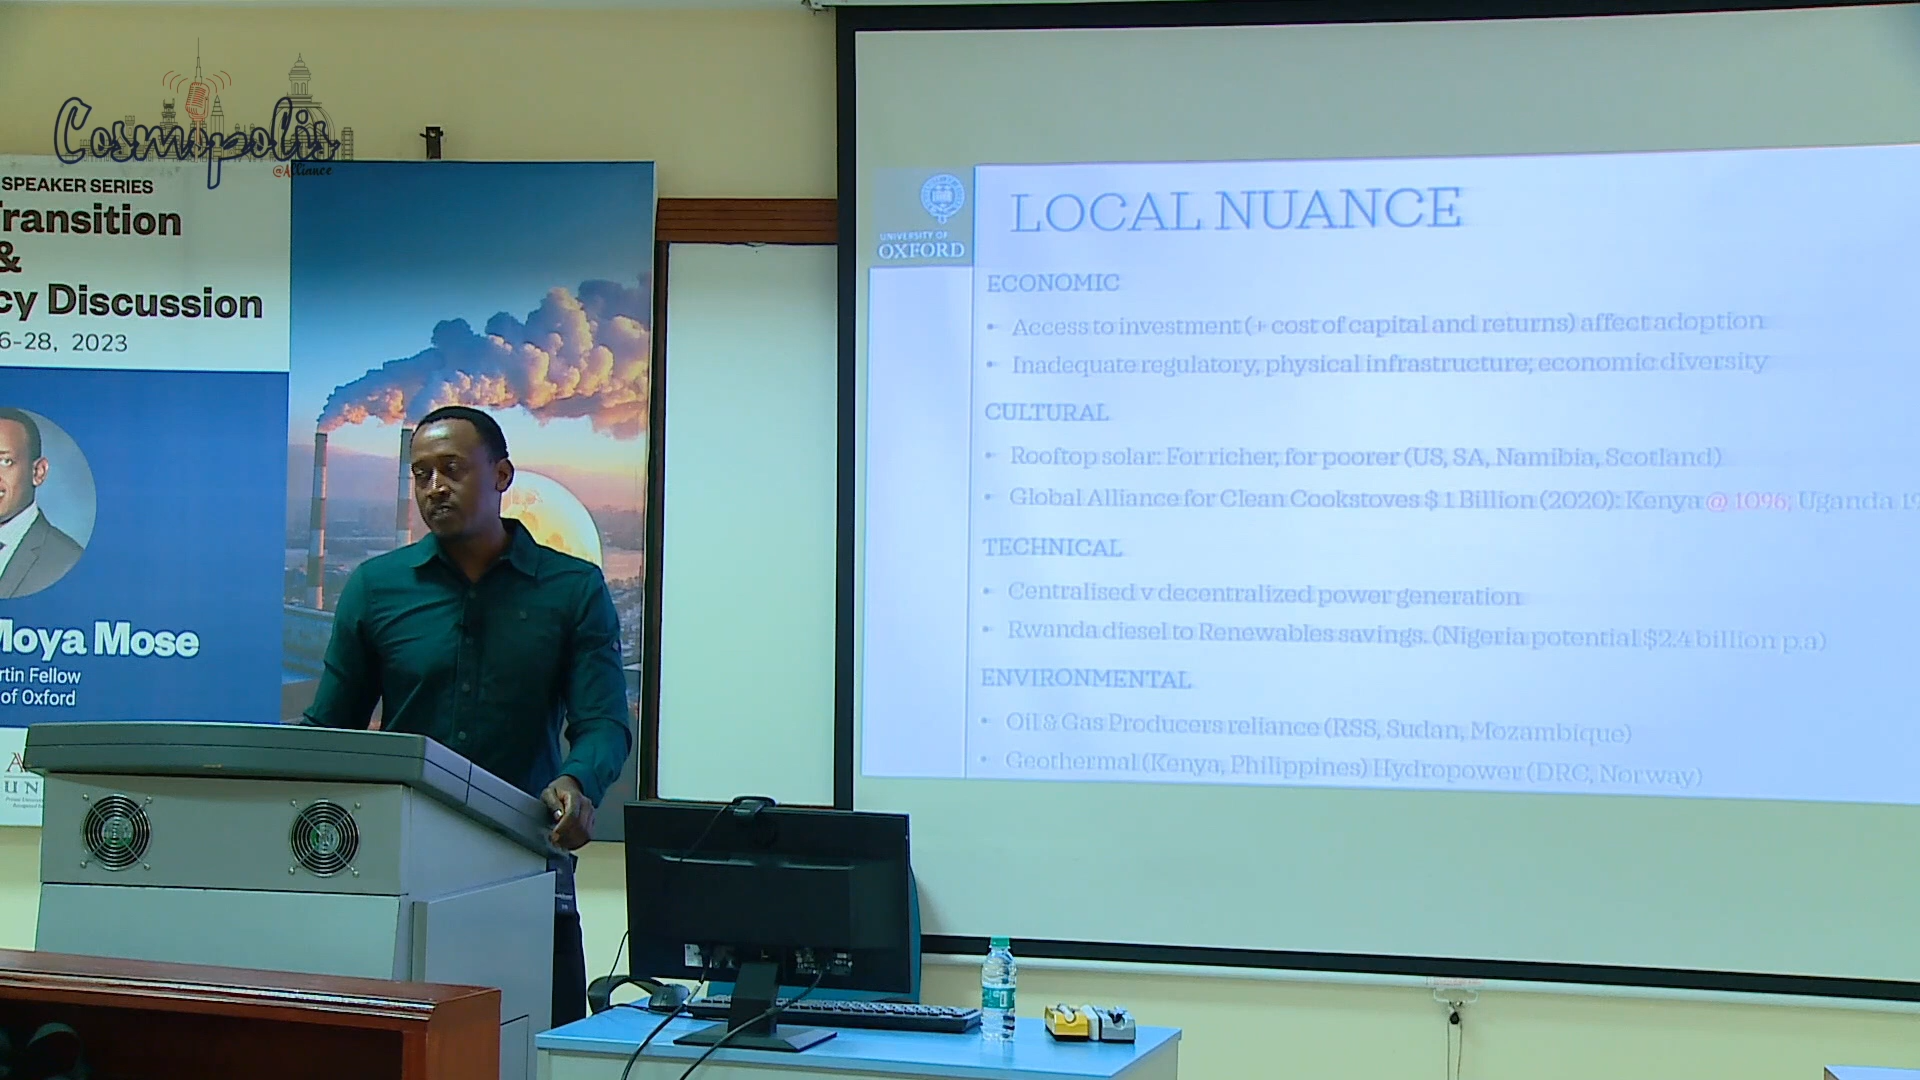 Cosmopolis
@Alliance
SPEAKER SERIES
Transition
&
cy Discussion
6-28, 2023
Moya Mose
rtin Fellow
of Oxford
UN
UNIVERSITY OF
OXFORD
LOCAL NUANCE
ECONOMIC
• Access to investment (+ cost of capital and returns) affect adoption
• Inadequate regulatory, physical infrastructure; economic diversity
CULTURAL
• Rooftop solar: For richer, for poorer (US, SA, Namibia, Scotland)
• Global Alliance for Clean Cookstoves $ 1 Billion (2020): Kenya @ 10%; Uganda 1%
TECHNICAL
• Centralised v decentralized power generation
• Rwanda diesel to Renewables savings. (Nigeria potential $2.4 billion p.a)
ENVIRONMENTAL
• Oil & Gas Producers reliance (RSS, Sudan, Mozambique)
• Geothermal (Kenya, Philippines) Hydropower (DRC, Norway)